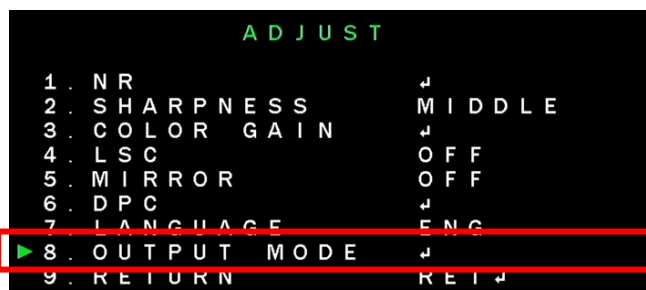 ADJUST
1. NR ↵
2. SHARPNESS MIDDLE
3. COLOR GAIN ↵
4. LSC OFF
5. MIRROR OFF
6. DPC ↵
7. LANGUAGE ENG
▶ 8. OUTPUT MODE ↵
9. RETURN RET↵